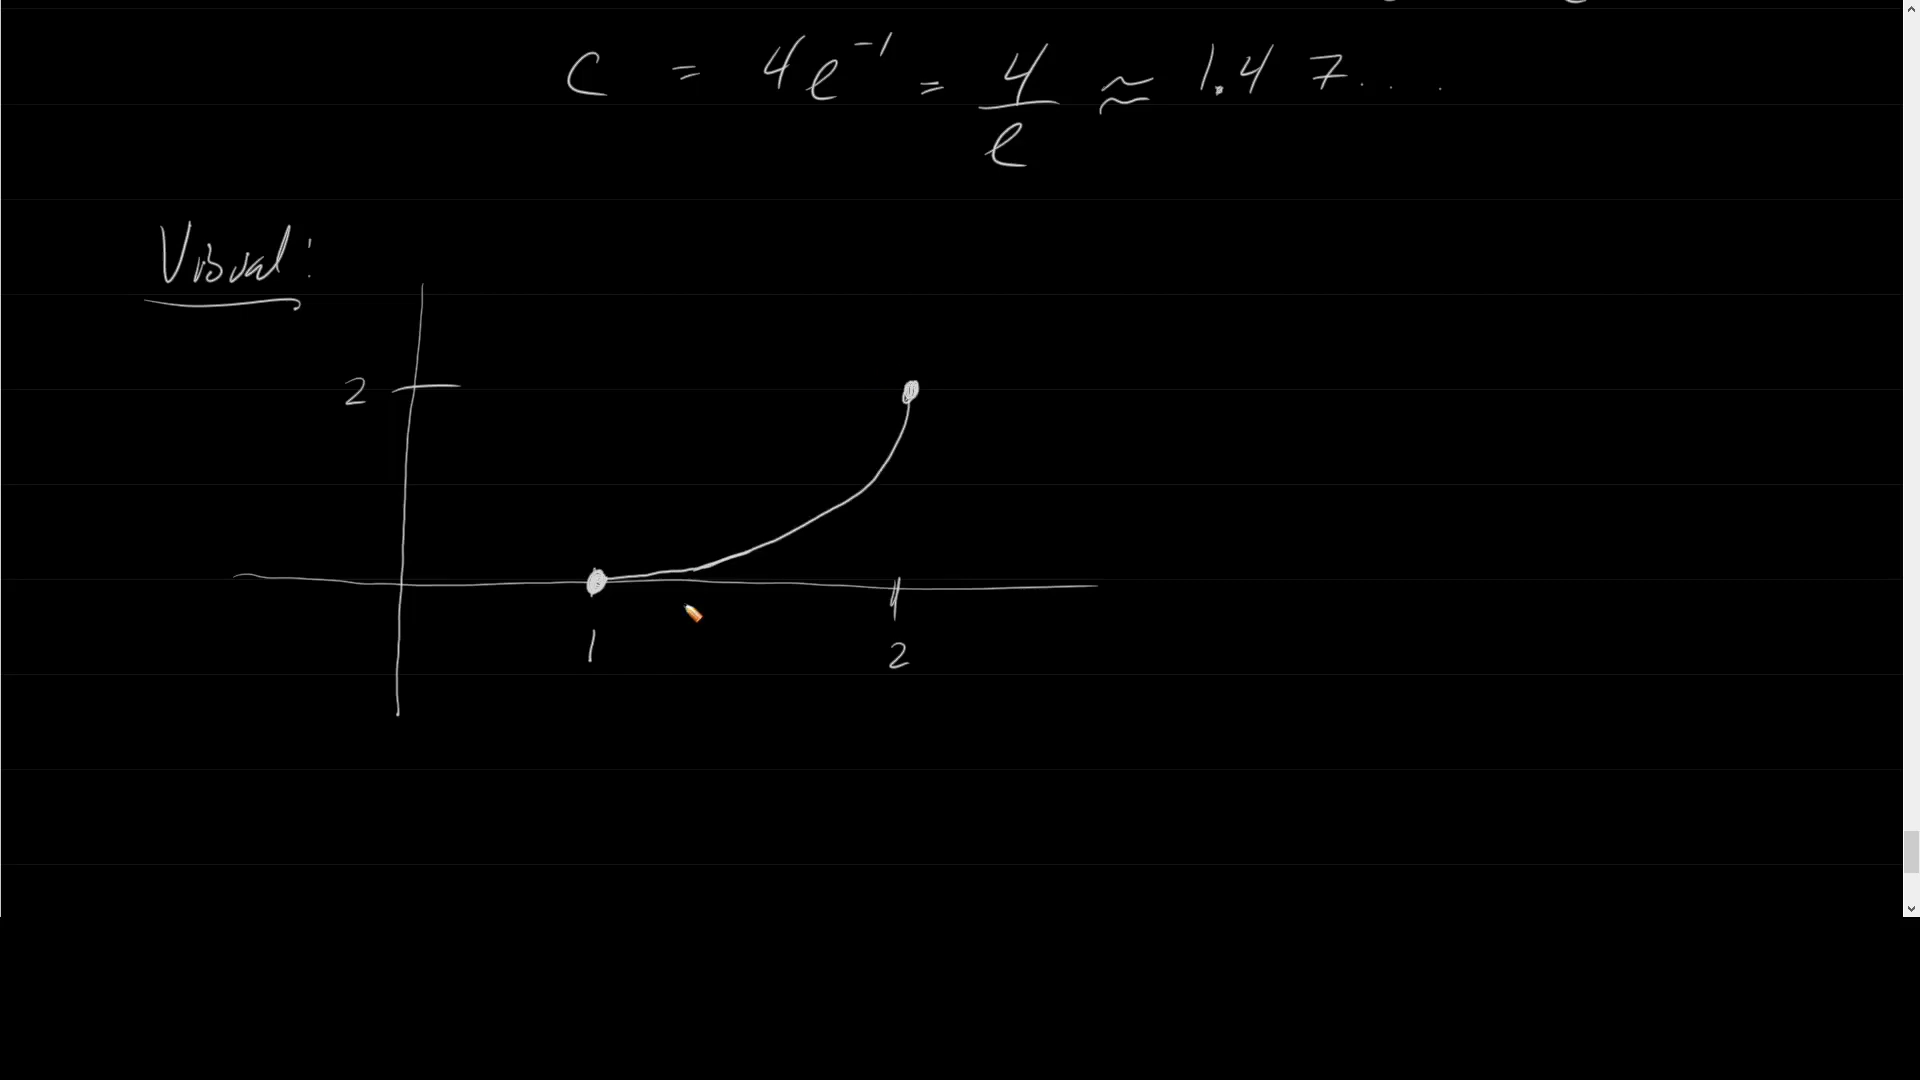 c = 4e^{-1} = 4/e ≈ 1.47....
Visual:
2
1 2